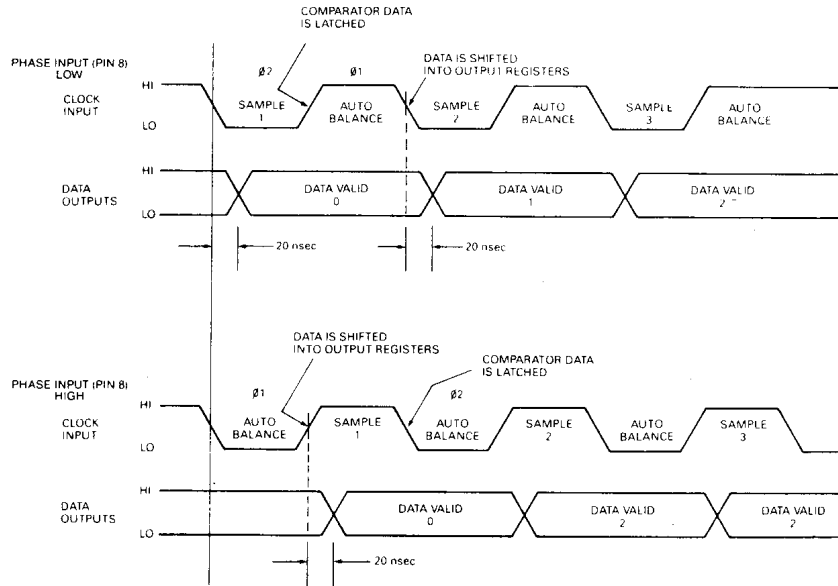 COMPARATOR DATA
IS LATCHED
PHASE INPUT (PIN 8)
LOW
CLOCK
INPUT
HI
LO
Ø2
Ø1
DATA IS SHIFTED
INTO OUTPUT REGISTERS
SAMPLE
1
AUTO
BALANCE
SAMPLE
2
AUTO
BALANCE
SAMPLE
3
AUTO
BALANCE
DATA
OUTPUTS
HI
LO
DATA VALID
0
DATA VALID
1
DATA VALID
2
20 nsec
20 nsec
DATA IS SHIFTED
INTO OUTPUT REGISTERS
COMPARATOR DATA
IS LATCHED
PHASE INPUT (PIN 8)
HIGH
CLOCK
INPUT
HI
LO
Ø1
Ø2
AUTO
BALANCE
SAMPLE
1
AUTO
BALANCE
SAMPLE
2
AUTO
BALANCE
SAMPLE
3
DATA
OUTPUTS
HI
LO
DATA VALID
0
DATA VALID
2
DATA VALID
2
20 nsec